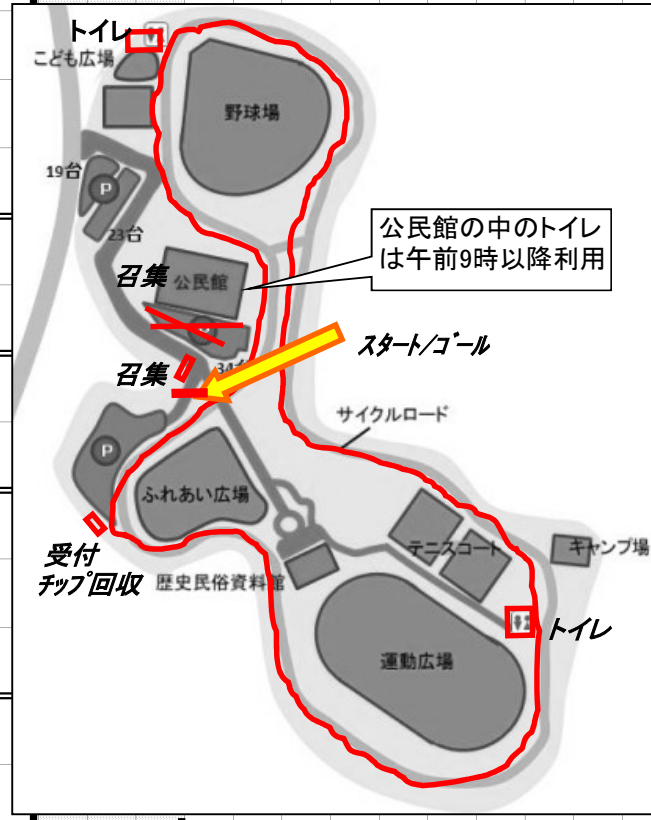 トイレ
こども広場
野球場
19台
P
23台
公民館の中のトイレ
は午前9時以降利用
召集
公民館
スタート/ゴール
34台
召集
サイクルロード
P
ふれあい広場
受付
チップ回収
歴史民俗資料館
テニスコート
キャンプ場
トイレ
運動広場